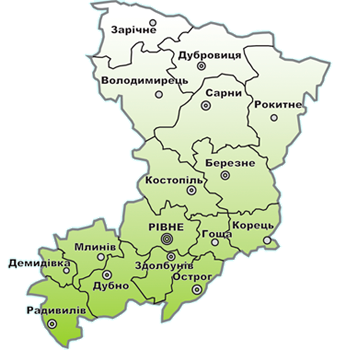 Зарічне
Дубровиця
Володимирець
Сарни
Рокитне
Березне
Костопіль
РІВНЕ
Корець
Гоща
Млинів
Здолбунів
Демидівка
Острог
Дубно
Радивилів